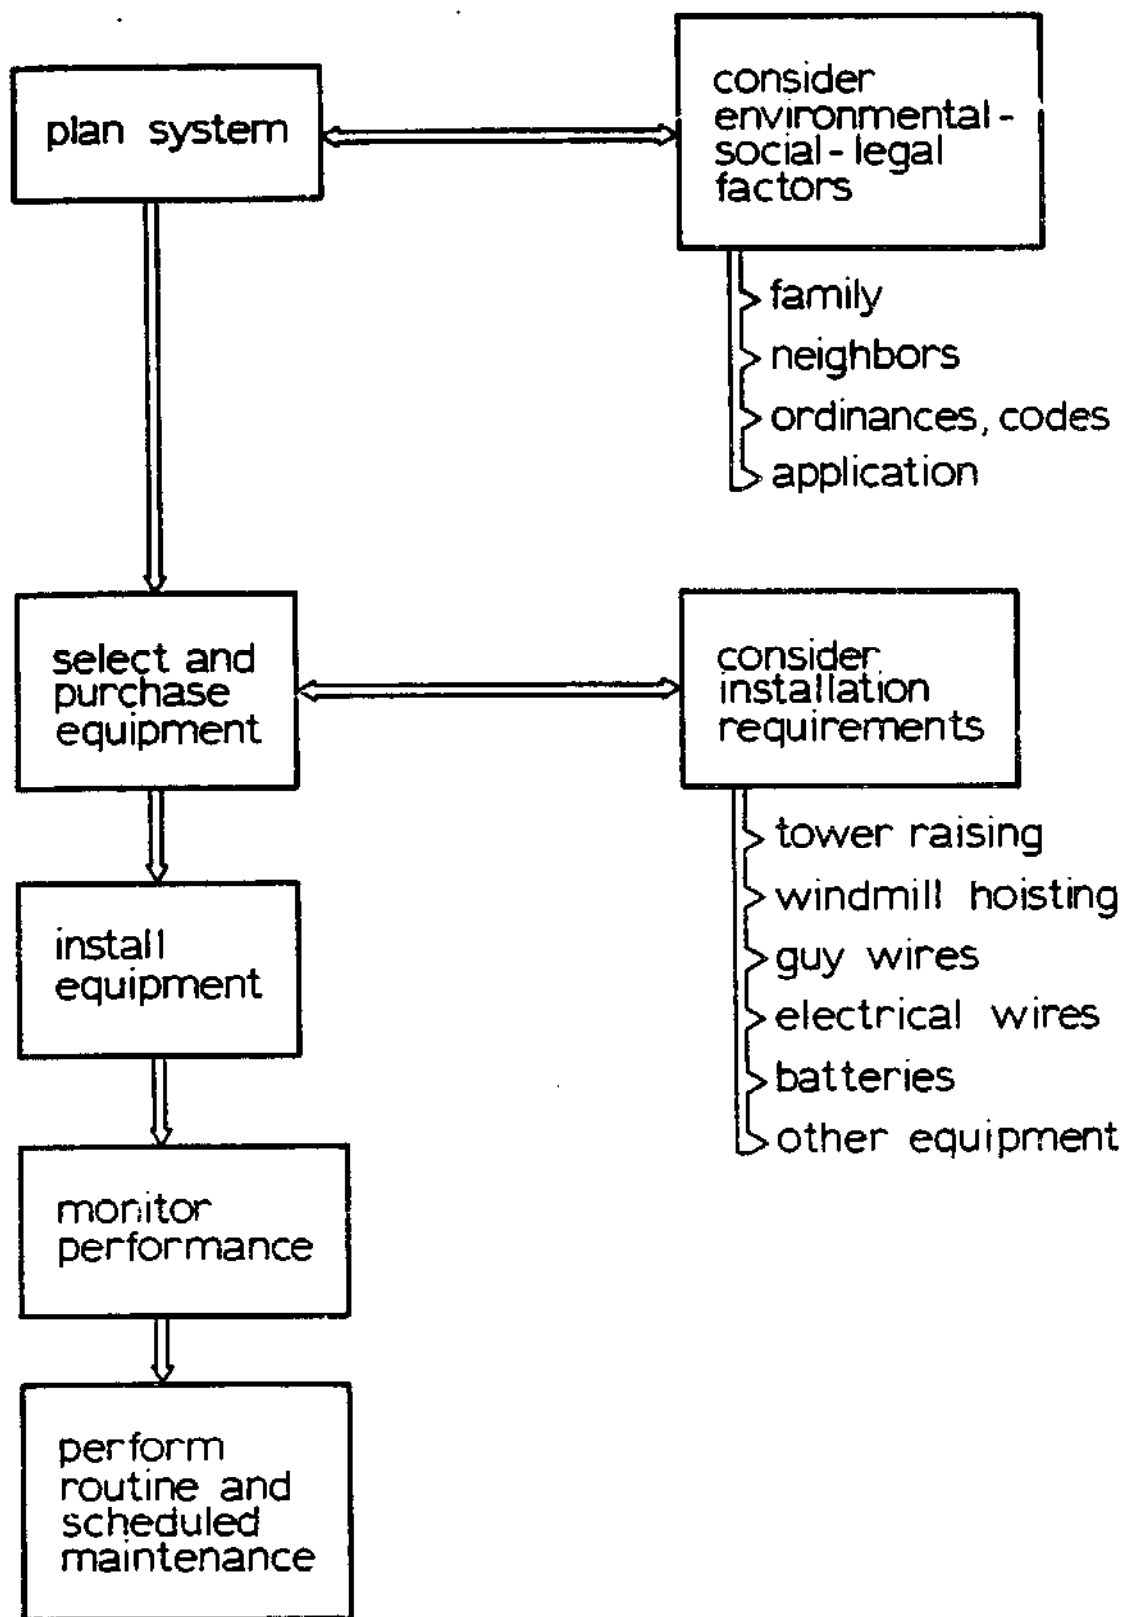 plan system
consider
environmental-
social-legal
factors
family
neighbors
ordinances, codes
application
select and
purchase
equipment
consider
installation
requirements
tower raising
windmill hoisting
guy wires
electrical wires
batteries
other equipment
install
equipment
monitor
performance
perform
routine and
scheduled
maintenance